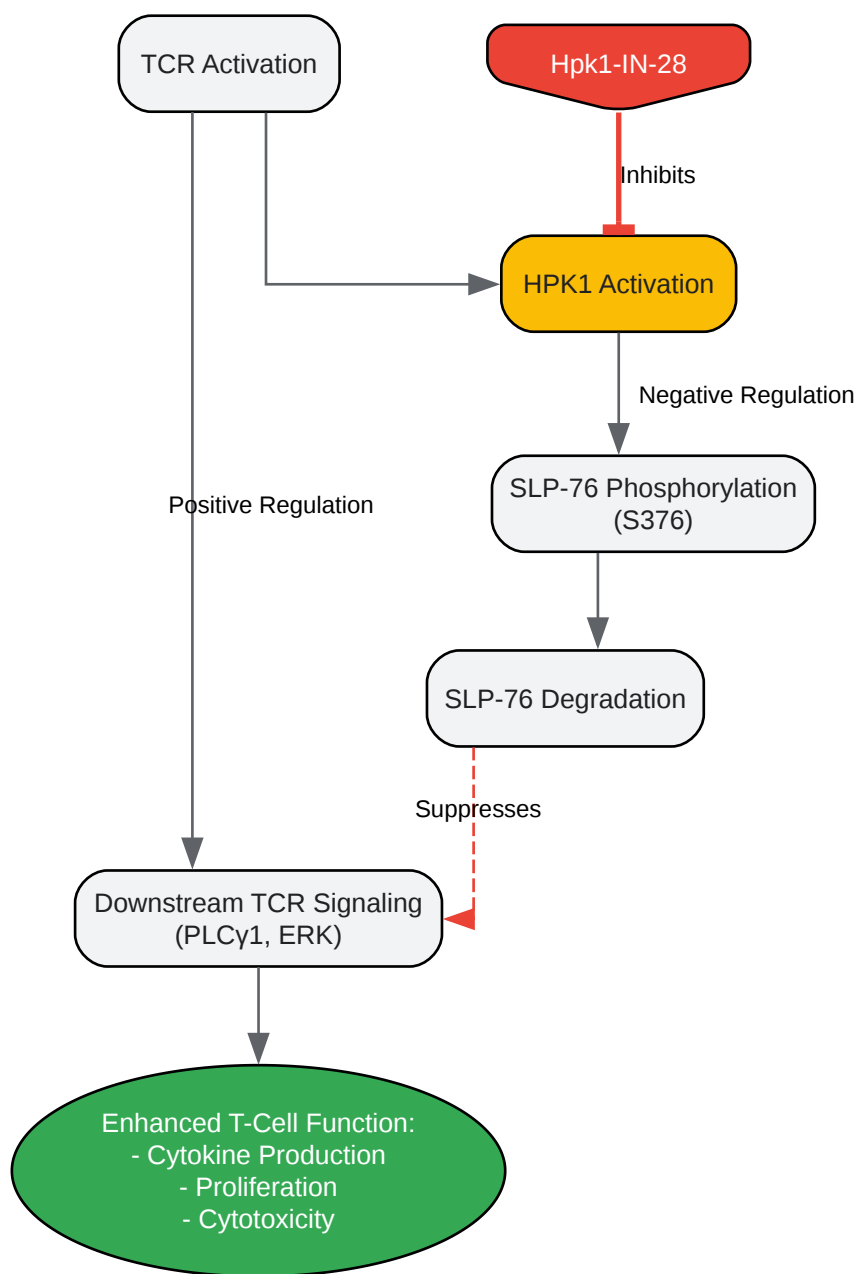 TCR Activation
Hpk1-IN-28
Inhibits
HPK1 Activation
Negative Regulation
SLP-76 Phosphorylation
(S376)
Positive Regulation
SLP-76 Degradation
Suppresses
Downstream TCR Signaling
(PLCγ1, ERK)
Enhanced T-Cell Function:
- Cytokine Production
- Proliferation
- Cytotoxicity